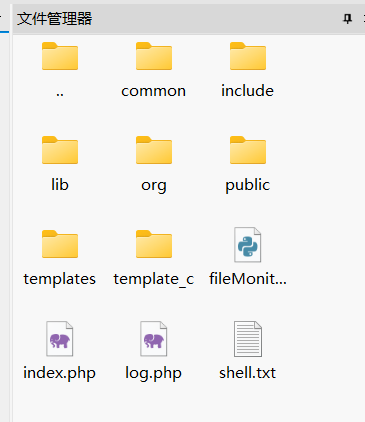 文件管理器
..
common
include
lib
org
public
templates
template_c
fileMonit...
index.php
log.php
shell.txt